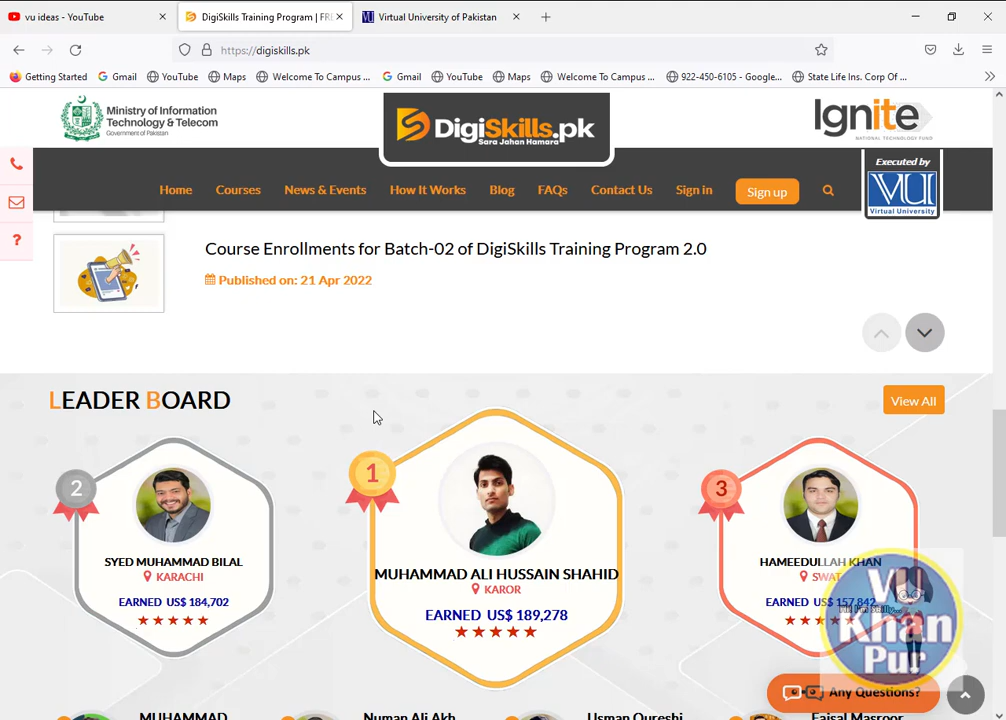 vu ideas - YouTube
DigiSkills Training Program | FRE
Virtual University of Pakistan
https://digiskills.pk
Getting Started Gmail YouTube Maps Welcome To Campus ... Gmail YouTube Maps Welcome To Campus ... 922-450-6105 - Google... State Life Ins. Corp Of ...
Ministry of Information
Technology & Telecom
Government of Pakistan
DigiSkills.pk
Sara Jahan Hamara
Ignite
NATIONAL TECHNOLOGY FUND
Home Courses News & Events How It Works Blog FAQs Contact Us Sign in Sign up
Executed by
VU
Virtual University
?
Course Enrollments for Batch-02 of DigiSkills Training Program 2.0
Published on: 21 Apr 2022
LEADER BOARD
View All
2
SYED MUHAMMAD BILAL
KARACHI
EARNED US$ 184,702
1
MUHAMMAD ALI HUSSAIN SHAHID
KAROR
EARNED US$ 189,278
3
HAMEEDULLAH KHAN
SWAT
EARNED US$ 157,842
VU
Khan
Pur
Any Questions?
MUHAMMAD
Numan Ali Akh
Usman Qureshi
Faisal Masroor